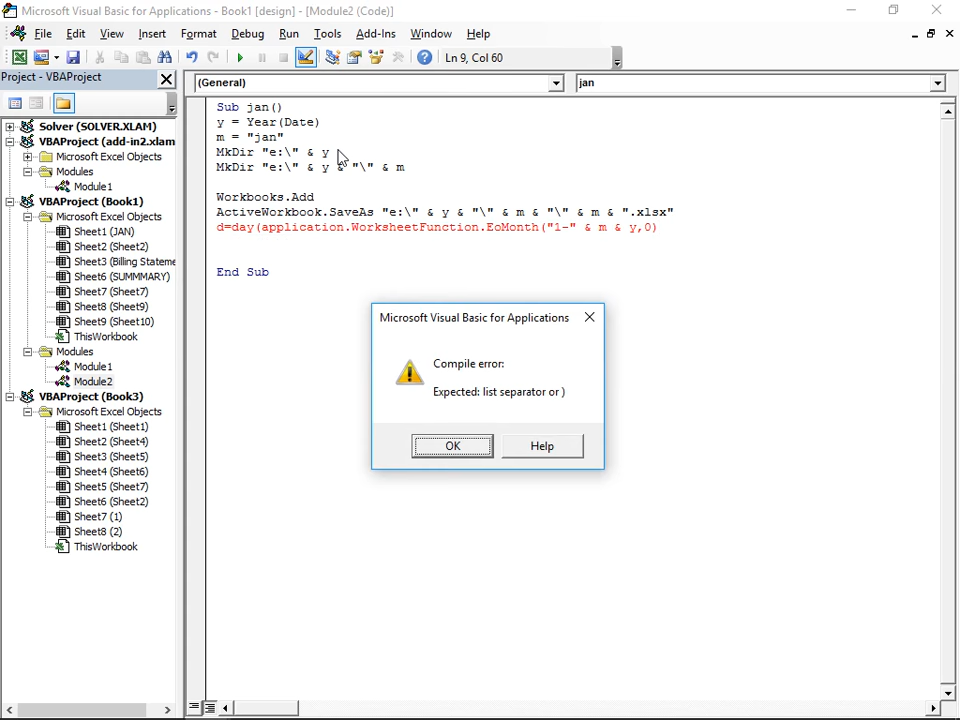 Microsoft Visual Basic for Applications - Book1 [design] - [Module2 (Code)]
File Edit View Insert Format Debug Run Tools Add-Ins Window Help
Ln 9, Col 60
Project - VBAProject
(General)
jan
Solver (SOLVER.XLAM)
VBAProject (add-in2.xlam
Microsoft Excel Objects
Modules
Module1
VBAProject (Book1)
Microsoft Excel Objects
Sheet1 (JAN)
Sheet2 (Sheet2)
Sheet3 (Billing Stateme
Sheet6 (SUMMMARY)
Sheet7 (Sheet7)
Sheet8 (Sheet9)
Sheet9 (Sheet10)
ThisWorkbook
Modules
Module1
Module2
VBAProject (Book3)
Microsoft Excel Objects
Sheet1 (Sheet1)
Sheet2 (Sheet4)
Sheet3 (Sheet5)
Sheet4 (Sheet6)
Sheet5 (Sheet7)
Sheet6 (Sheet2)
Sheet7 (1)
Sheet8 (2)
ThisWorkbook
Sub jan()
y = Year(Date)
m = "jan"
MkDir "e:\" & y
MkDir "e:\" & y & "\" & m
Workbooks.Add
ActiveWorkbook.SaveAs "e:\" & y & "\" & m & "\" & m & ".xlsx"
d=day(application.WorksheetFunction.EoMonth("1-" & m & y,0)
End Sub
Microsoft Visual Basic for Applications
Compile error:
Expected: list separator or )
OK
Help